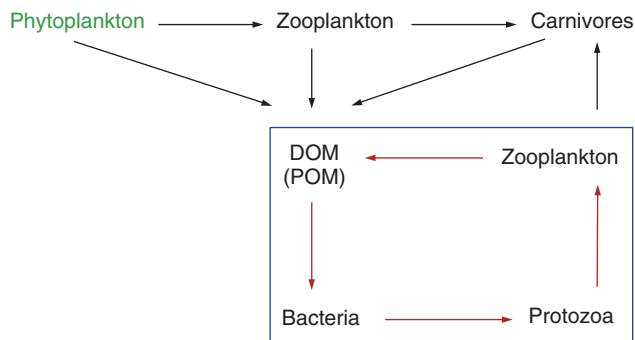 Phytoplankton
Zooplankton
Carnivores
DOM
(POM)
Zooplankton
Bacteria
Protozoa